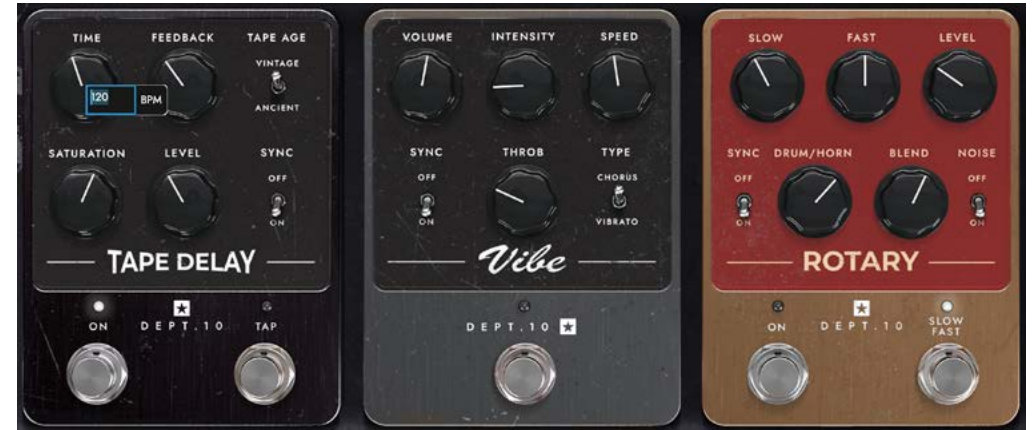 TIME FEEDBACK TAPE AGE
VINTAGE
120 BPM
ANCIENT
SATURATION LEVEL SYNC
OFF
ON
TAPE DELAY
ON DEPT.10 TAP
VOLUME INTENSITY SPEED
SYNC THROB TYPE
OFF CHORUS
ON VIBRATO
Vibe
DEPT.10
SLOW FAST LEVEL
SYNC DRUM/HORN BLEND NOISE
OFF OFF
ON ON
ROTARY
ON DEPT.10 SLOW
FAST